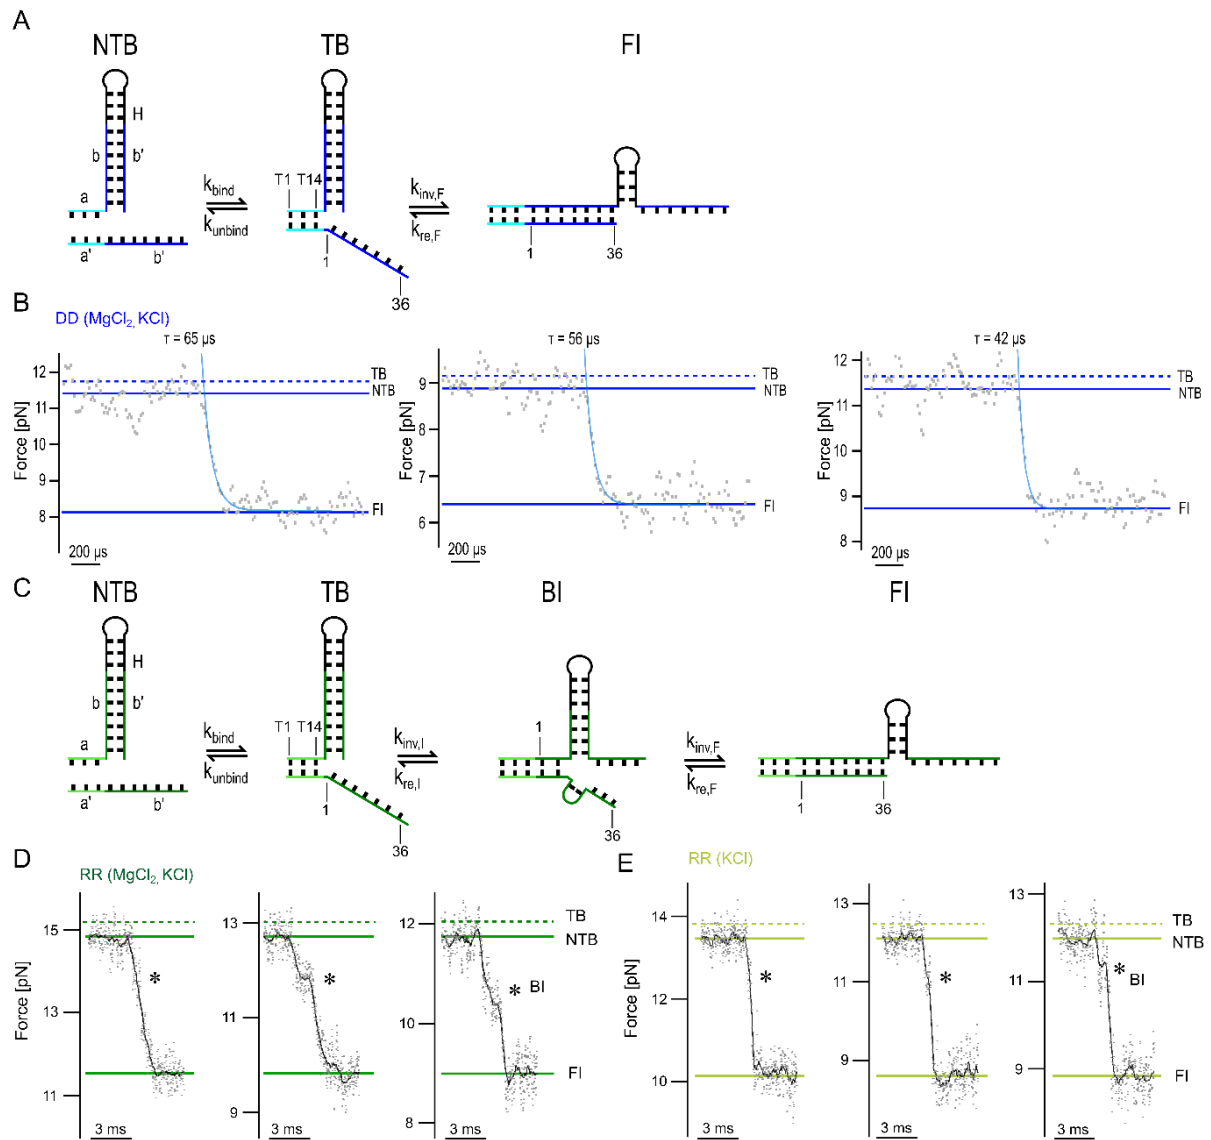 A
NTB TB FI
H
b b'
a
a' b'
k_bind
k_unbind
T1 T14
1
36
k_inv,F
k_re,F
1 36
B
DD (MgCl₂, KCl)
τ = 65 µs
Force [pN]
12
11
10
9
8
TB
NTB
FI
200 µs
τ = 56 µs
Force [pN]
9
8
7
6
TB
NTB
FI
200 µs
τ = 42 µs
Force [pN]
12
11
10
9
8
TB
NTB
FI
200 µs
C
NTB TB BI FI
H
b b'
a
a' b'
k_bind
k_unbind
T1 T14
1
36
k_inv,I
k_re,I
1
36
k_inv,F
k_re,F
1 36
D
RR (MgCl₂, KCl)
Force [pN]
15
13
11
*
3 ms
13
11
9
*
3 ms
12
10
8
* BI
TB
NTB
FI
3 ms
E
RR (KCl)
Force [pN]
14
12
10
*
3 ms
13
11
9
*
3 ms
13
11
9
* BI
TB
NTB
FI
3 ms